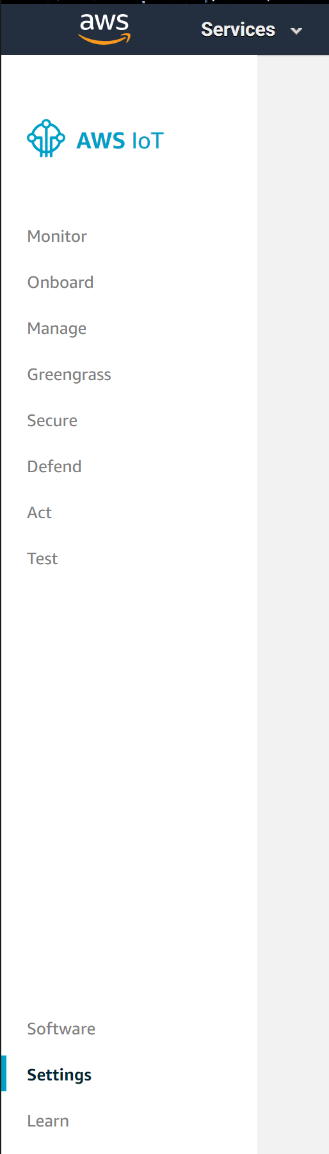 aws
Services
AWS IoT
Monitor
Onboard
Manage
Greengrass
Secure
Defend
Act
Test
Software
Settings
Learn